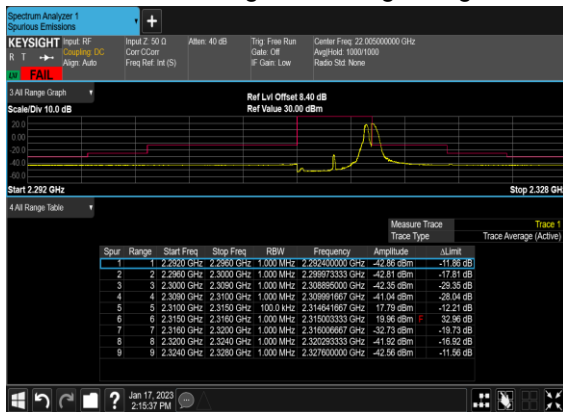 Spectrum Analyzer 1
Spurious Emissions
KEYSIGHT Input: RF Input Z: 50 Ω Atten: 40 dB Trig: Free Run Center Freq: 22.005000000 GHz
R T Coupling: DC Corr CCorr Gate: Off Avg|Hold: 1000/1000
Align: Auto Freq Ref: Int (S) IF Gain: Low Radio Std: None
FAIL
3 All Range Graph
Ref Lvl Offset 8.40 dB
Scale/Div 10.0 dB Ref Value 30.00 dBm
20.0
0.00
-20.0
-40.0
-60.0
Start 2.292 GHz Stop 2.328 GH
4 All Range Table
Measure Trace Trace 1
Trace Type Trace Average (Active)
Spur Range Start Freq Stop Freq RBW Frequency Amplitude ΔLimit
1 1 2.2920 GHz 2.2960 GHz 1.000 MHz 2.292400000 GHz -42.86 dBm -11.86 dB
2 2 2.2960 GHz 2.3000 GHz 1.000 MHz 2.299973333 GHz -42.81 dBm -17.81 dB
3 3 2.3000 GHz 2.3090 GHz 1.000 MHz 2.308895000 GHz -42.35 dBm -29.35 dB
4 4 2.3090 GHz 2.3100 GHz 1.000 MHz 2.309991667 GHz -41.04 dBm -28.04 dB
5 5 2.3100 GHz 2.3150 GHz 100.0 kHz 2.314641667 GHz 17.79 dBm -12.21 dB
6 6 2.3150 GHz 2.3160 GHz 1.000 MHz 2.315003333 GHz 19.96 dBm F 32.96 dB
7 7 2.3160 GHz 2.3200 GHz 1.000 MHz 2.316006667 GHz -32.73 dBm -19.73 dB
8 8 2.3200 GHz 2.3240 GHz 1.000 MHz 2.320293333 GHz -41.92 dBm -16.92 dB
9 9 2.3240 GHz 2.3280 GHz 1.000 MHz 2.327600000 GHz -42.56 dBm -11.56 dB
Jan 17, 2023
2:15:37 PM